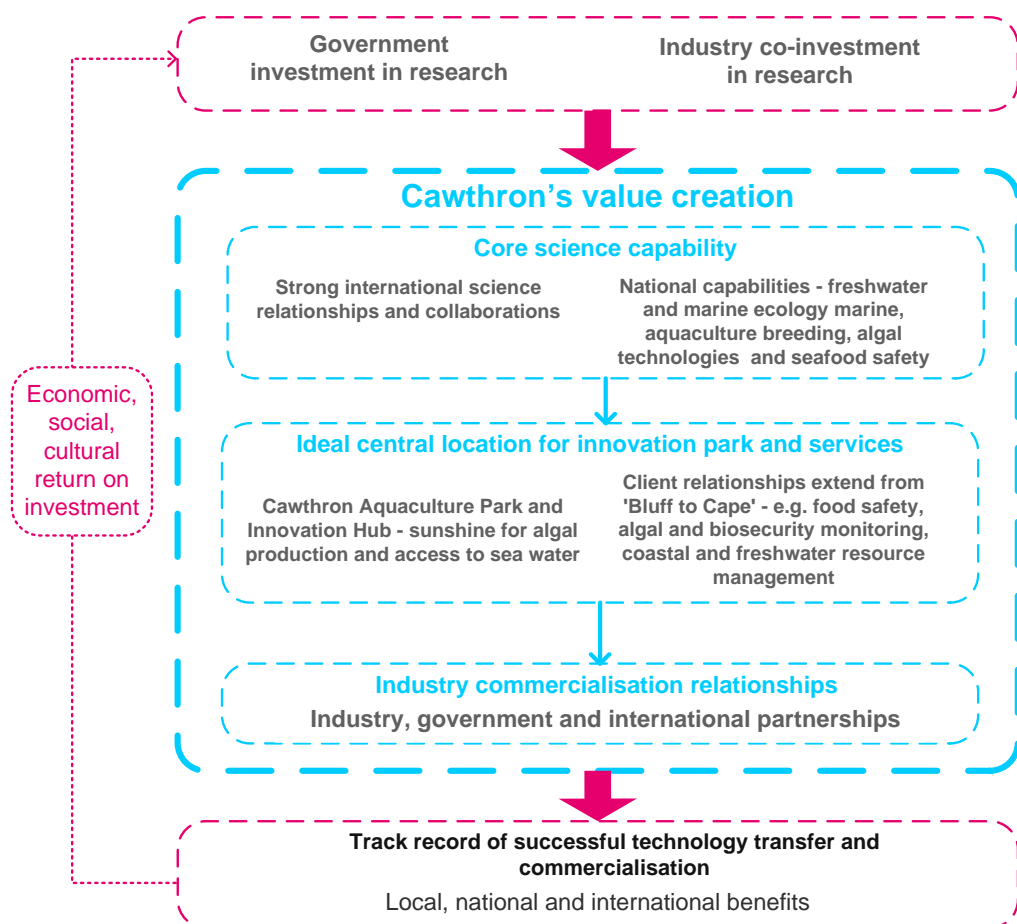 Government
investment in research
Industry co-investment
in research
Cawthron's value creation
Core science capability
Strong international science
relationships and collaborations
National capabilities - freshwater
and marine ecology marine,
aquaculture breeding, algal
technologies  and seafood safety
Economic,
social,
cultural
return on
investment
Ideal central location for innovation park and services
Cawthron Aquaculture Park and
Innovation Hub - sunshine for algal
production and access to sea water
Client relationships extend from
'Bluff to Cape' - e.g. food safety,
algal and biosecurity monitoring,
coastal and freshwater resource
management
Industry commercialisation relationships
Industry, government and international partnerships
Track record of successful technology transfer and
commercialisation
Local, national and international benefits